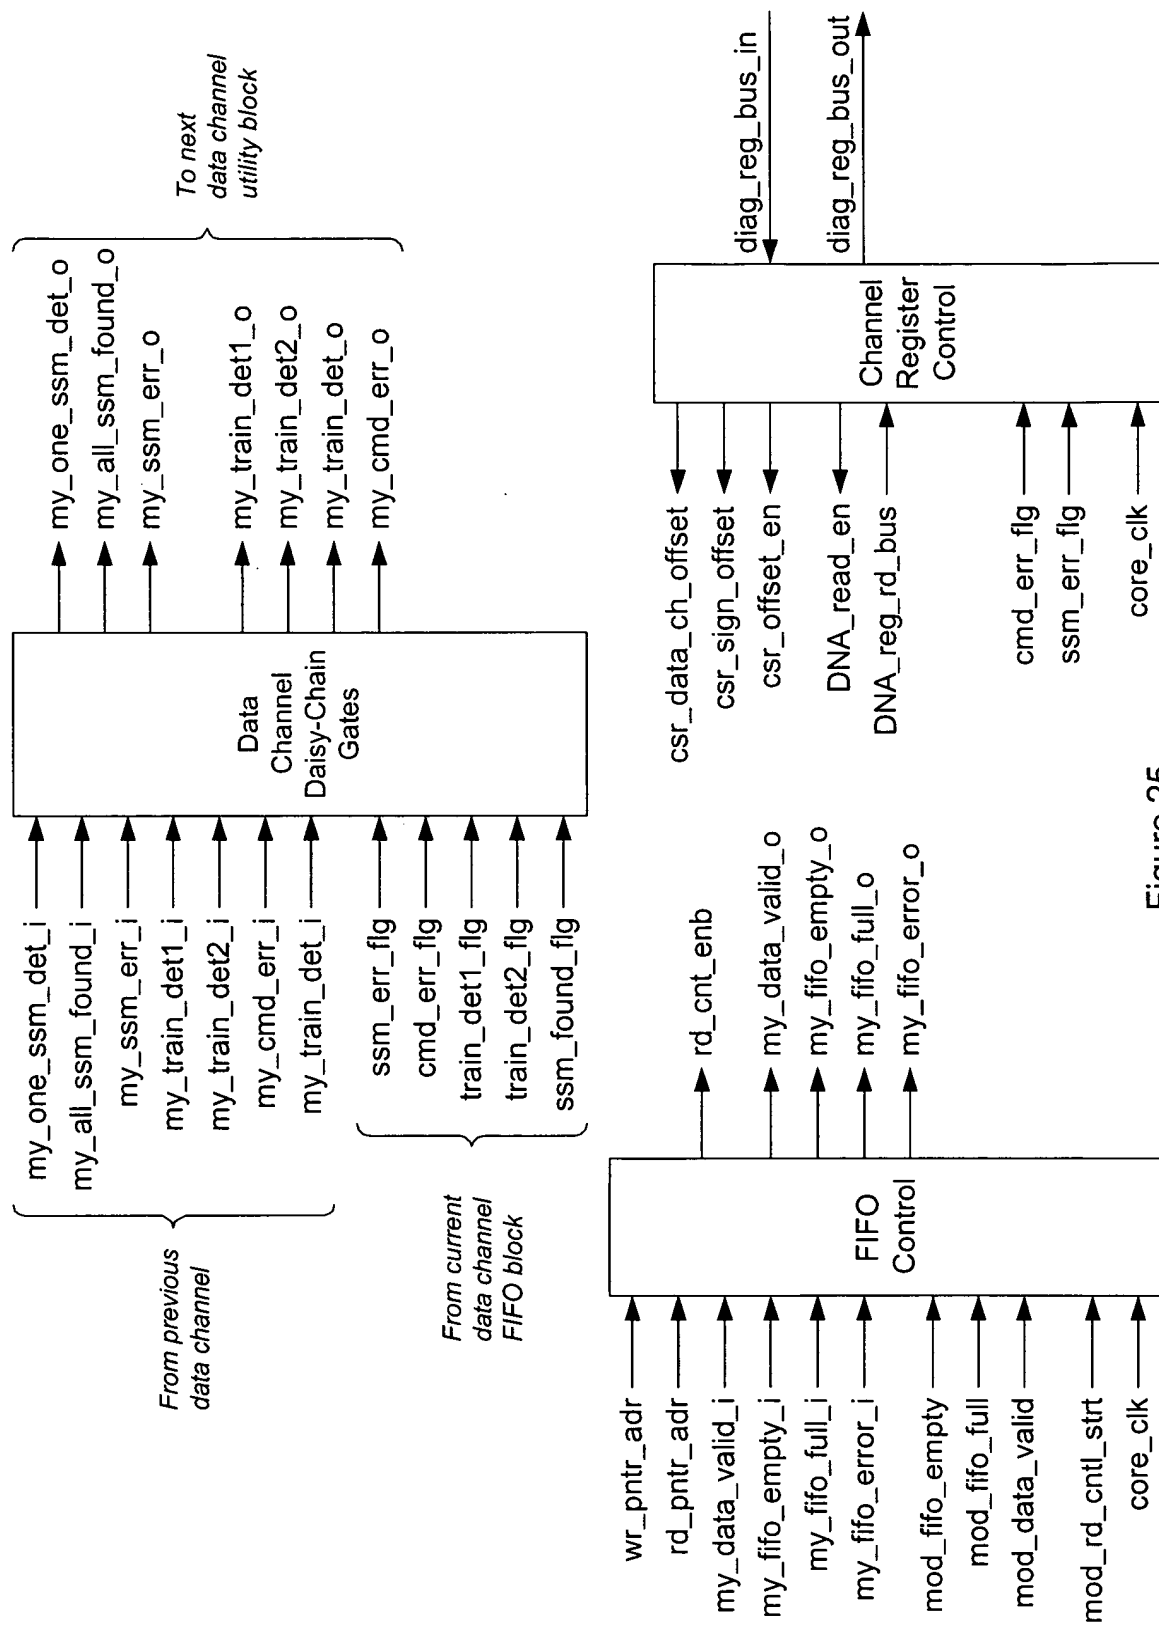 From previous
data channel
my_one_ssm_det_i
my_all_ssm_found_i
my_ssm_err_i
my_train_det1_i
my_train_det2_i
my_cmd_err_i
my_train_det_i
From current
data channel
FIFO block
ssm_err_flg
cmd_err_flg
train_det1_flg
train_det2_flg
ssm_found_flg
Data
Channel
Daisy-Chain
Gates
my_one_ssm_det_o
my_all_ssm_found_o
my_ssm_err_o
my_train_det1_o
my_train_det2_o
my_train_det_o
my_cmd_err_o
To next
data channel
utility block
wr_pntr_adr
rd_pntr_adr
my_data_valid_i
my_fifo_empty_i
my_fifo_full_i
my_fifo_error_i
mod_fifo_empty
mod_fifo_full
mod_data_valid
mod_rd_cntl_strt
core_clk
FIFO
Control
rd_cnt_enb
my_data_valid_o
my_fifo_empty_o
my_fifo_full_o
my_fifo_error_o
csr_data_ch_offset
csr_sign_offset
csr_offset_en
DNA_read_en
DNA_reg_rd_bus
cmd_err_flg
ssm_err_flg
core_clk
Channel
Register
Control
diag_reg_bus_in
diag_reg_bus_out
Figure 25